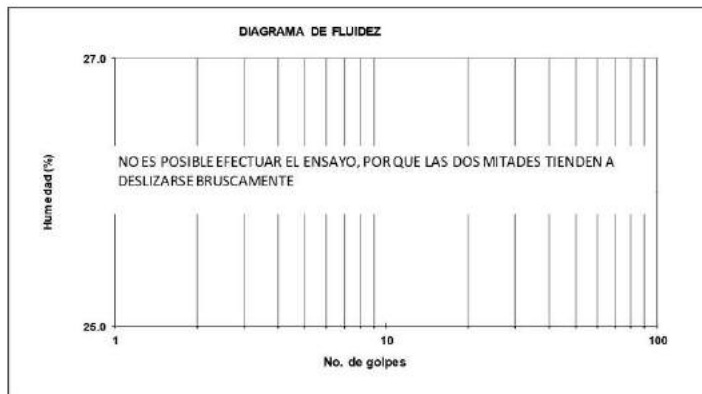 DIAGRAMA DE FLUIDEZ
27.0
Humedad (%)
NO ES POSIBLE EFECTUAR EL ENSAYO, POR QUE LAS DOS MITADES TIENDEN A
DESLIZARSE BRUSCAMENTE
25.0
1 10 100
No. de golpes